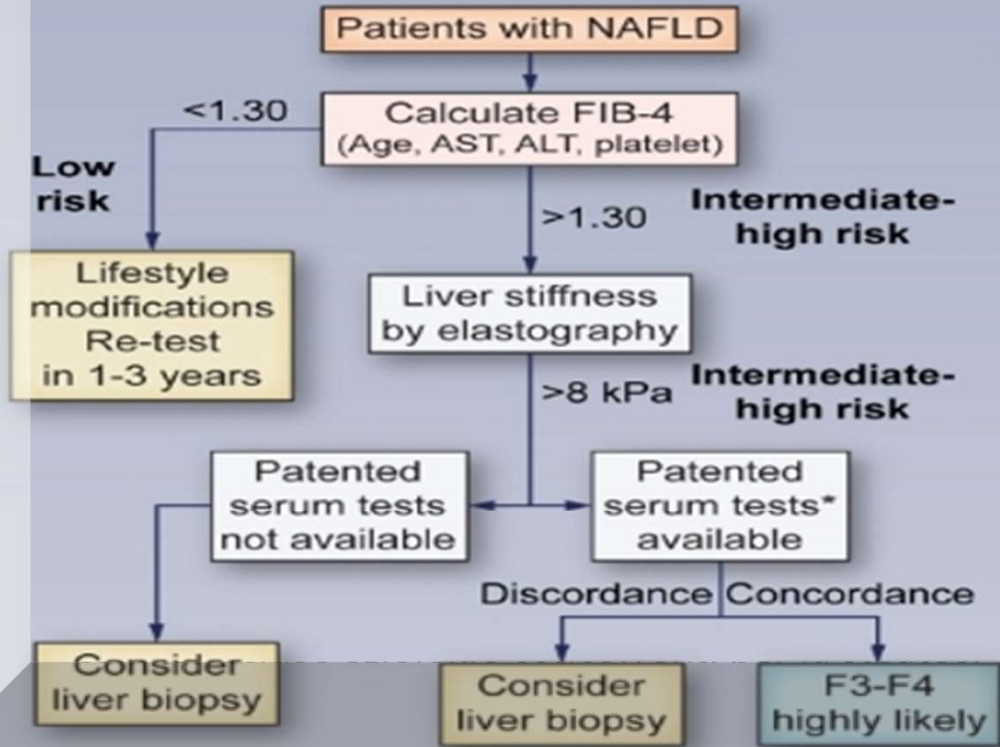 Patients with NAFLD
Calculate FIB-4
(Age, AST, ALT, platelet)
<1.30
Low
risk
>1.30
Intermediate-
high risk
Lifestyle
modifications
Re-test
in 1-3 years
Liver stiffness
by elastography
>8 kPa
Intermediate-
high risk
Patented
serum tests
not available
Patented
serum tests*
available
Discordance
Concordance
Consider
liver biopsy
Consider
liver biopsy
F3-F4
highly likely